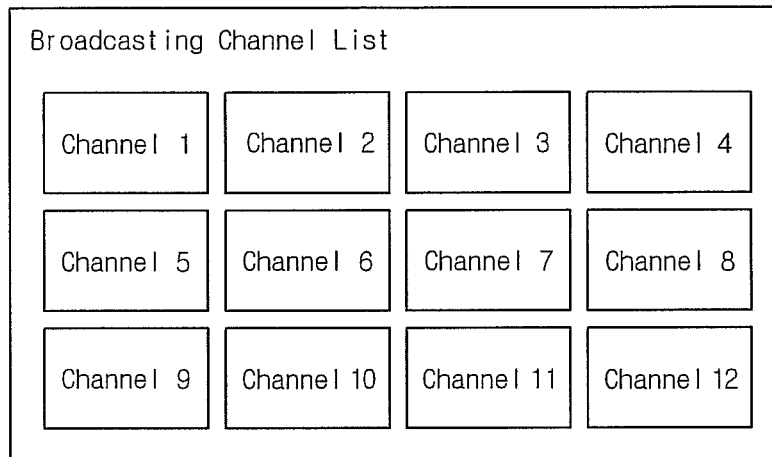 Broadcasting Channel List
Channel 1 Channel 2 Channel 3 Channel 4
Channel 5 Channel 6 Channel 7 Channel 8
Channel 9 Channel 10 Channel 11 Channel 12